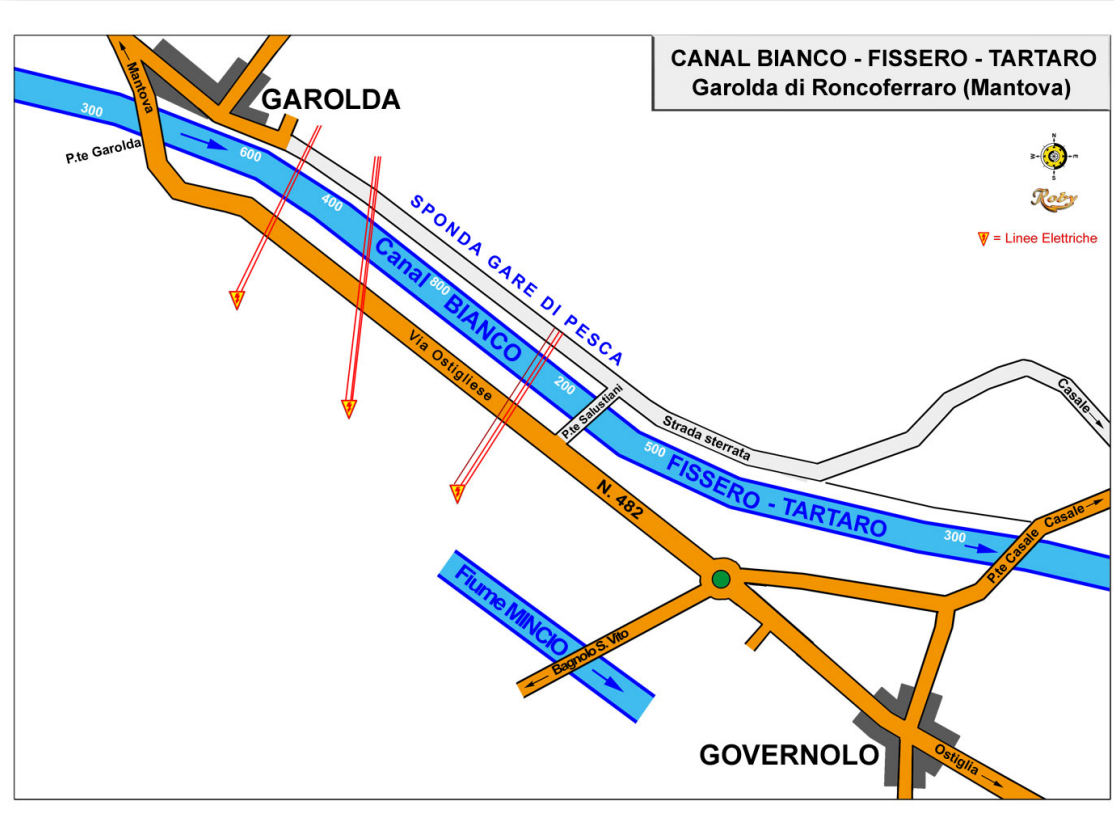 CANAL BIANCO - FISSERO - TARTARO
Garolda di Roncoferraro (Mantova)
N
W
E
S
Roby
= Linee Elettriche
Mantova
GAROLDA
300
P.te Garolda
600
400
SPONDA GARE DI PESCA
Canal BIANCO
800
Via Ostigliese
200
P.te Salustiani
Strada sterrata
Casale
500
FISSERO - TARTARO
N. 482
300
P.te Casale
Casale
Fiume MINCIO
Bagnolo S. Vito
GOVERNOLO
Ostiglia